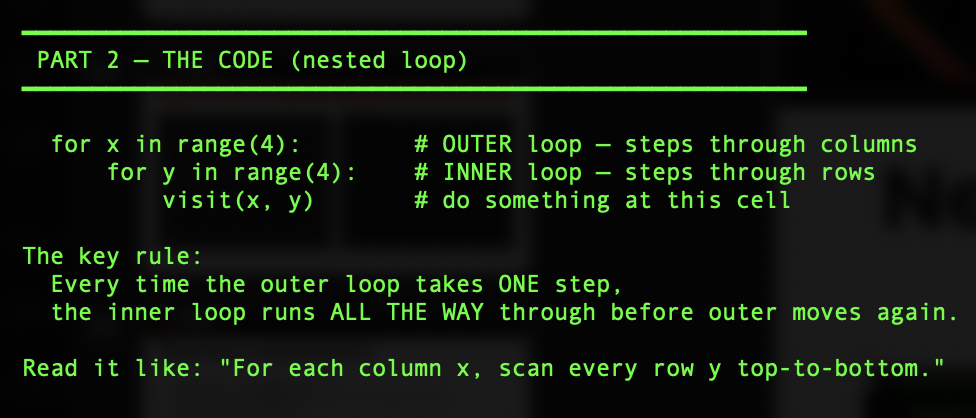 PART 2 — THE CODE (nested loop)
for x in range(4):        # OUTER loop — steps through columns
    for y in range(4):    # INNER loop — steps through rows
        visit(x, y)       # do something at this cell
The key rule:
  Every time the outer loop takes ONE step,
  the inner loop runs ALL THE WAY through before outer moves again.
Read it like: "For each column x, scan every row y top-to-bottom."